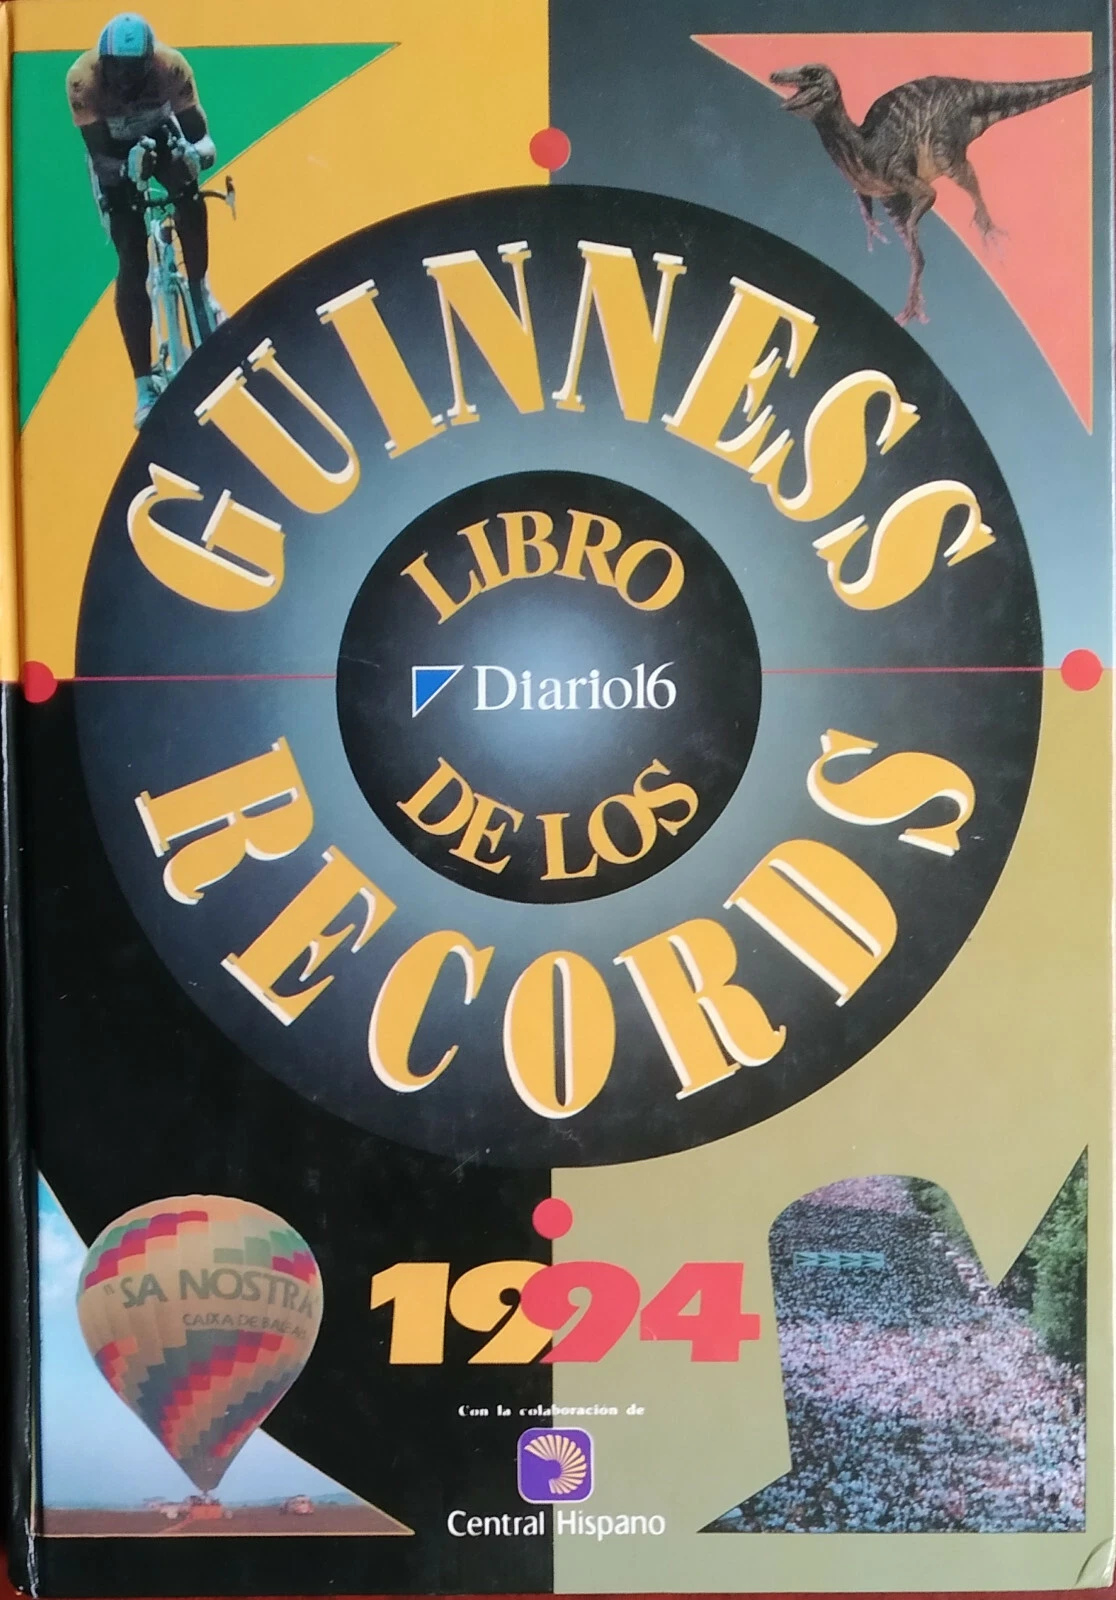 GUINNESS
LIBRO
Diario16
DE LOS
RECORDS
"SA NOSTRA"
CAIXA DE BALEARS
1994
Con la colaboración de
Central Hispano